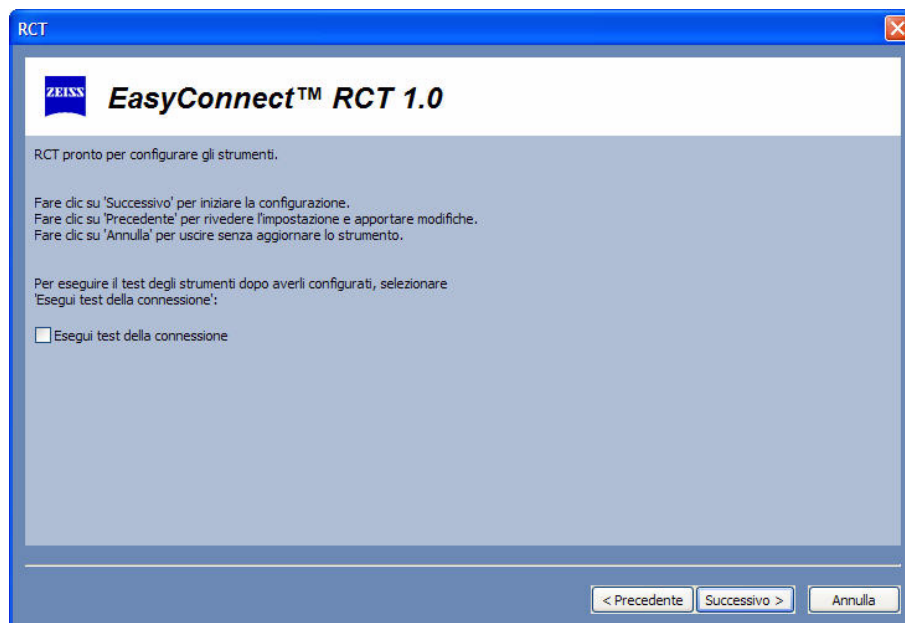 RCT
ZEISS
EasyConnect™ RCT 1.0
RCT pronto per configurare gli strumenti.
Fare clic su 'Successivo' per iniziare la configurazione.
Fare clic su 'Precedente' per rivedere l'impostazione e apportare modifiche.
Fare clic su 'Annulla' per uscire senza aggiornare lo strumento.
Per eseguire il test degli strumenti dopo averli configurati, selezionare
'Esegui test della connessione':
Esegui test della connessione
< Precedente
Successivo >
Annulla